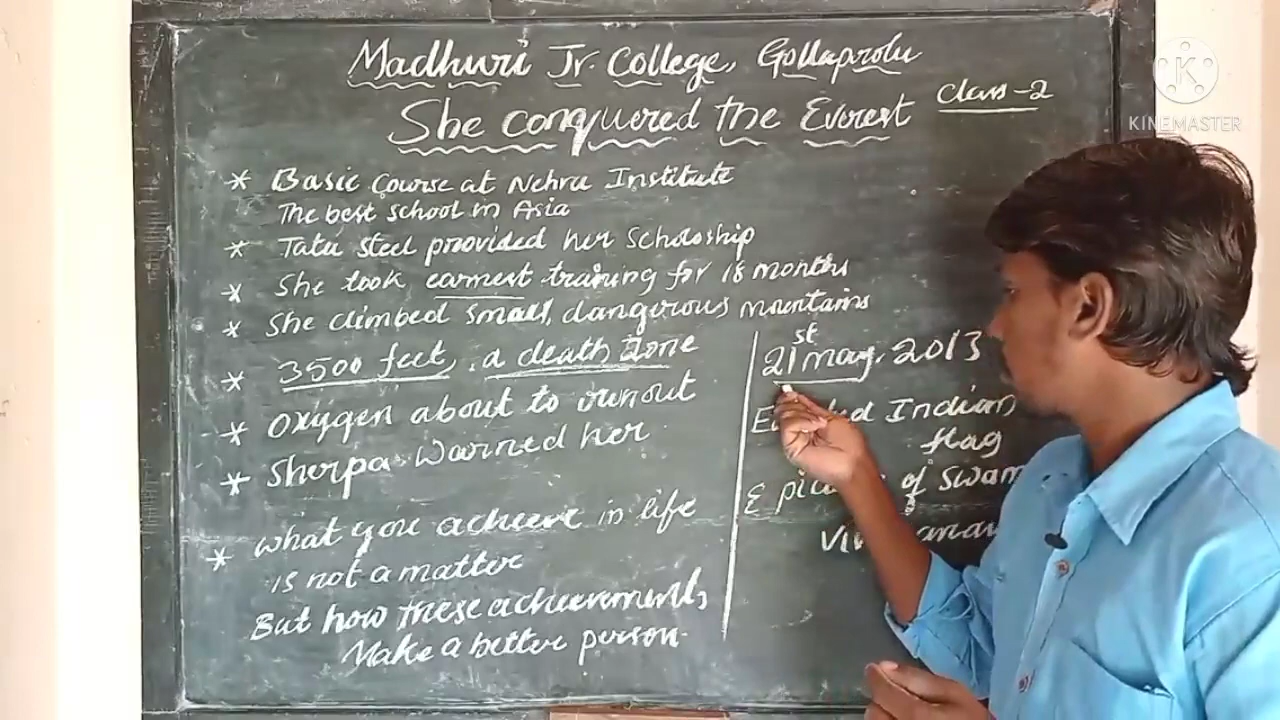 Madhuri Jr. College, Gollaprolu
She conquered the Everest
Class-2
* Basic Course at Nehru Institute
The best school in Asia
* Tata steel provided her Scholoship
* She took earnest training for 18 months
* She climbed small, dangerous mountains
* 3500 feet, a death zone
* Oxygen about to runout
* Sherpa Warned her
* What you achieve in life
is not a matter
But how these achievements
Make a better person.
21st may, 2013
Indian
flag
& of Swam
KINEMASTER